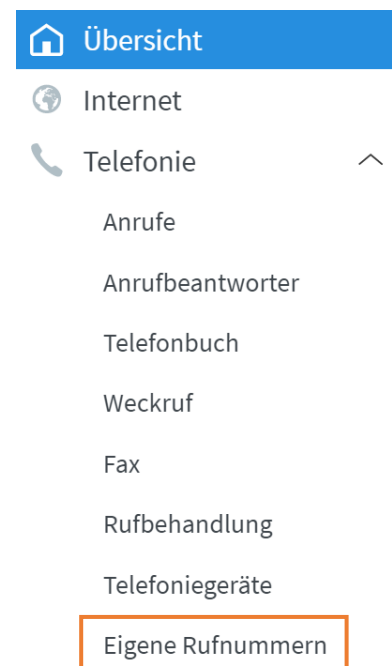 Übersicht
Internet
Telefonie
Anrufe
Anrufbeantworter
Telefonbuch
Weckruf
Fax
Rufbehandlung
Telefoniegeräte
Eigene Rufnummern